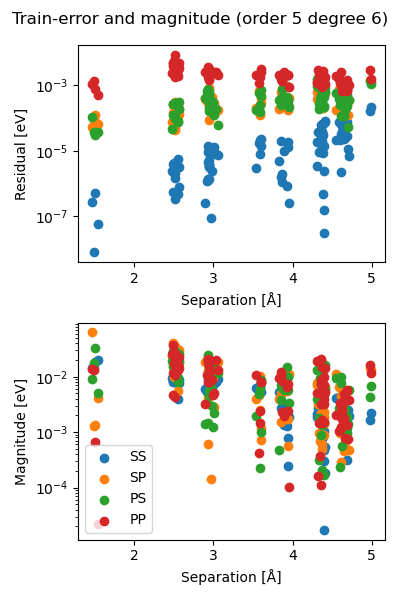 Train-error and magnitude (order 5 degree 6)
10⁻³
10⁻⁵
10⁻⁷
Residual [eV]
2 3 4 5
Separation [Å]
10⁻²
10⁻³
10⁻⁴
Magnitude [eV]
SS
SP
PS
PP
2 3 4 5
Separation [Å]